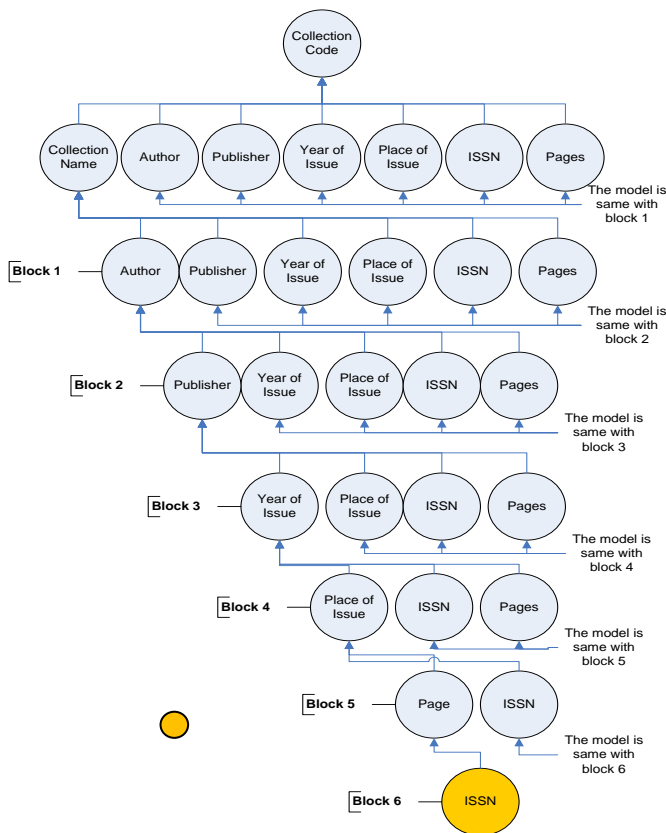 Collection
Code
Collection
Name
Author
Publisher
Year of
Issue
Place of
Issue
ISSN
Pages
The model is
same with
block 1
Block 1
Author
Publisher
Year of
Issue
Place of
Issue
ISSN
Pages
The model is
same with
block 2
Block 2
Publisher
Year of
Issue
Place of
Issue
ISSN
Pages
The model is
same with
block 3
Block 3
Year of
Issue
Place of
Issue
ISSN
Pages
The model is
same with
block 4
Block 4
Place of
Issue
ISSN
Pages
The model is
same with
block 5
Block 5
Page
ISSN
The model is
same with
block 6
Block 6
ISSN